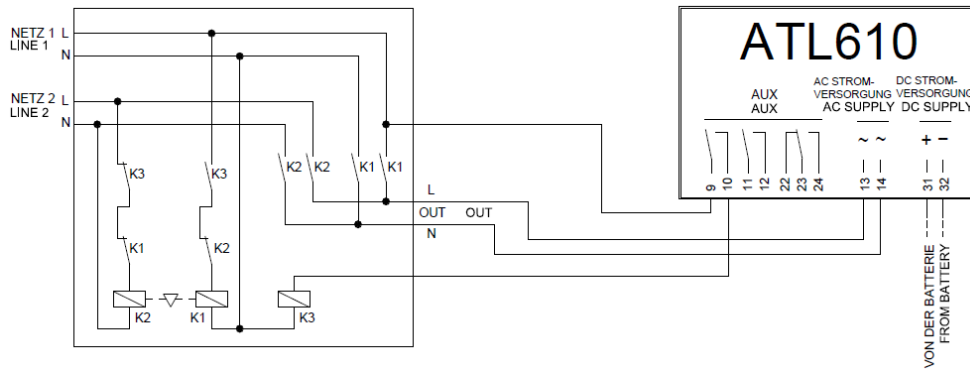 NETZ 1 L
LINE 1
N
NETZ 2 L
LINE 2
N
K3
K3
K2
K2
K1
K1
K1
K2
L
OUT
OUT
N
K2
K1
K3
ATL610
AUX
AUX
AC STROM-
VERSORGUNG
AC SUPPLY
DC STROM-
VERSORGUNG
DC SUPPLY
~ ~
+ −
9
10
11
12
22
23
24
13
14
31
32
VON DER BATTERIE
FROM BATTERY